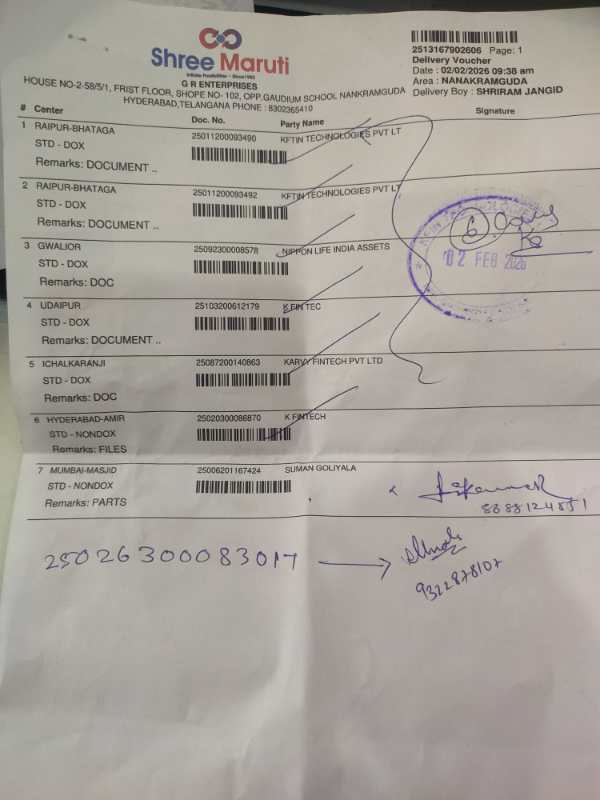 Shree Maruti
Infinite Possibilities - Since 1985
G R ENTERPRISES
HOUSE NO-2-58/5/1, FRIST FLOOR, SHOPE NO- 102, OPP.GAUDIUM SCHOOL NANKRAMGUDA
HYDERABAD,TELANGANA PHONE : 8302365410
2513167902606 Page: 1
Delivery Voucher
Date : 02/02/2026 09:38 am
Area : NANAKRAMGUDA
Delivery Boy : SHRIRAM JANGID
# Center Doc. No. Party Name Signature
1 RAIPUR-BHATAGA 25011200093490 KFTIN TECHNOLOGIES PVT LT
STD - DOX
Remarks: DOCUMENT ..
2 RAIPUR-BHATAGA 25011200093492 KFTIN TECHNOLOGIES PVT LT
STD - DOX
Remarks: DOCUMENT ..
3 GWALIOR 25092300008578 NIPPON LIFE INDIA ASSETS
STD - DOX
Remarks: DOC
6
02 FEB 2026
4 UDAIPUR 25103200612179 K FIN TEC
STD - DOX
Remarks: DOCUMENT ..
5 ICHALKARANJI 25087200140863 KARVY FINTECH PVT LTD
STD - DOX
Remarks: DOC
6 HYDERABAD-AMIR 25020300086870 K FINTECH
STD - NONDOX
Remarks: FILES
7 MUMBAI-MASJID 25006201167424 SUMAN GOLIYALA
STD - NONDOX
Remarks: PARTS
8688124851
25026300083017
9322878107